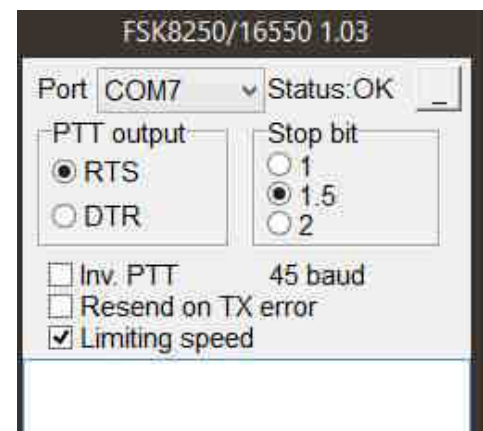 FSK8250/16550 1.03
Port COM7 Status:OK _
PTT output Stop bit
RTS 1
1.5
DTR 2
Inv. PTT 45 baud
Resend on TX error
Limiting speed